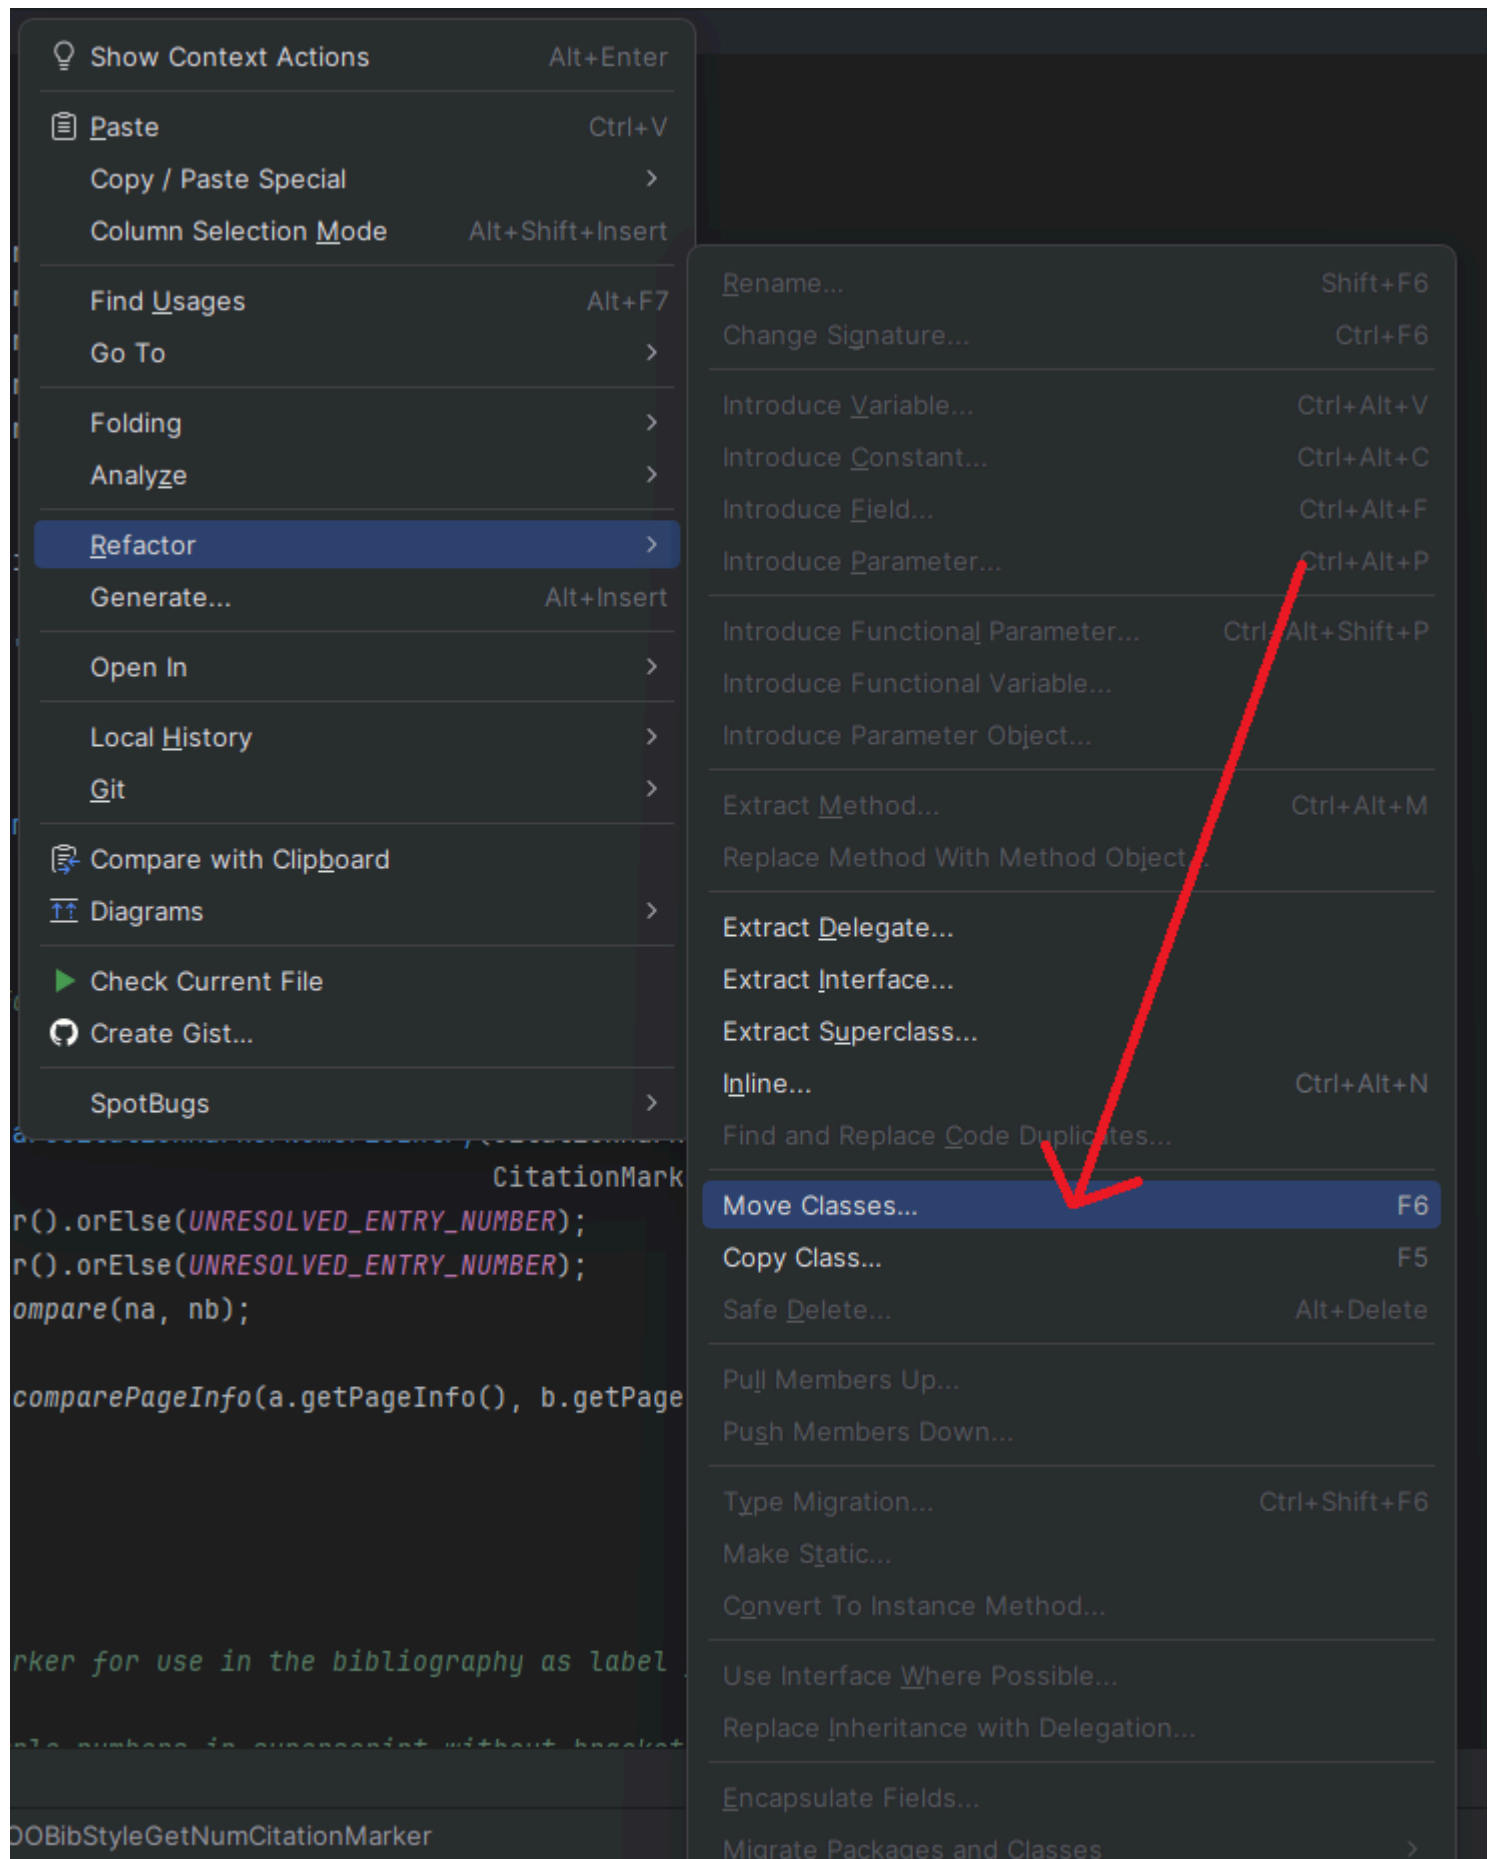 Show Context Actions Alt+Enter
Paste Ctrl+V
Copy / Paste Special
Column Selection Mode Alt+Shift+Insert
Find Usages Alt+F7
Go To
Folding
Analyze
Refactor
Generate... Alt+Insert
Open In
Local History
Git
Compare with Clipboard
Diagrams
Check Current File
Create Gist...
SpotBugs
Rename... Shift+F6
Change Signature... Ctrl+F6
Introduce Variable... Ctrl+Alt+V
Introduce Constant... Ctrl+Alt+C
Introduce Field... Ctrl+Alt+F
Introduce Parameter... Ctrl+Alt+P
Introduce Functional Parameter... Ctrl+Alt+Shift+P
Introduce Functional Variable...
Introduce Parameter Object...
Extract Method... Ctrl+Alt+M
Replace Method With Method Object...
Extract Delegate...
Extract Interface...
Extract Superclass...
Inline... Ctrl+Alt+N
Find and Replace Code Duplicates...
Move Classes... F6
Copy Class... F5
Safe Delete... Alt+Delete
Pull Members Up...
Push Members Down...
Type Migration... Ctrl+Shift+F6
Make Static...
Convert To Instance Method...
Use Interface Where Possible...
Replace Inheritance with Delegation...
Encapsulate Fields...
Migrate Packages and Classes
CitationMark
r().orElse(UNRESOLVED_ENTRY_NUMBER);
r().orElse(UNRESOLVED_ENTRY_NUMBER);
ompare(na, nb);
comparePageInfo(a.getPageInfo(), b.getPage
rker for use in the bibliography as label
numbers in superscript without bracket
OOBibStyleGetNumCitationMarker